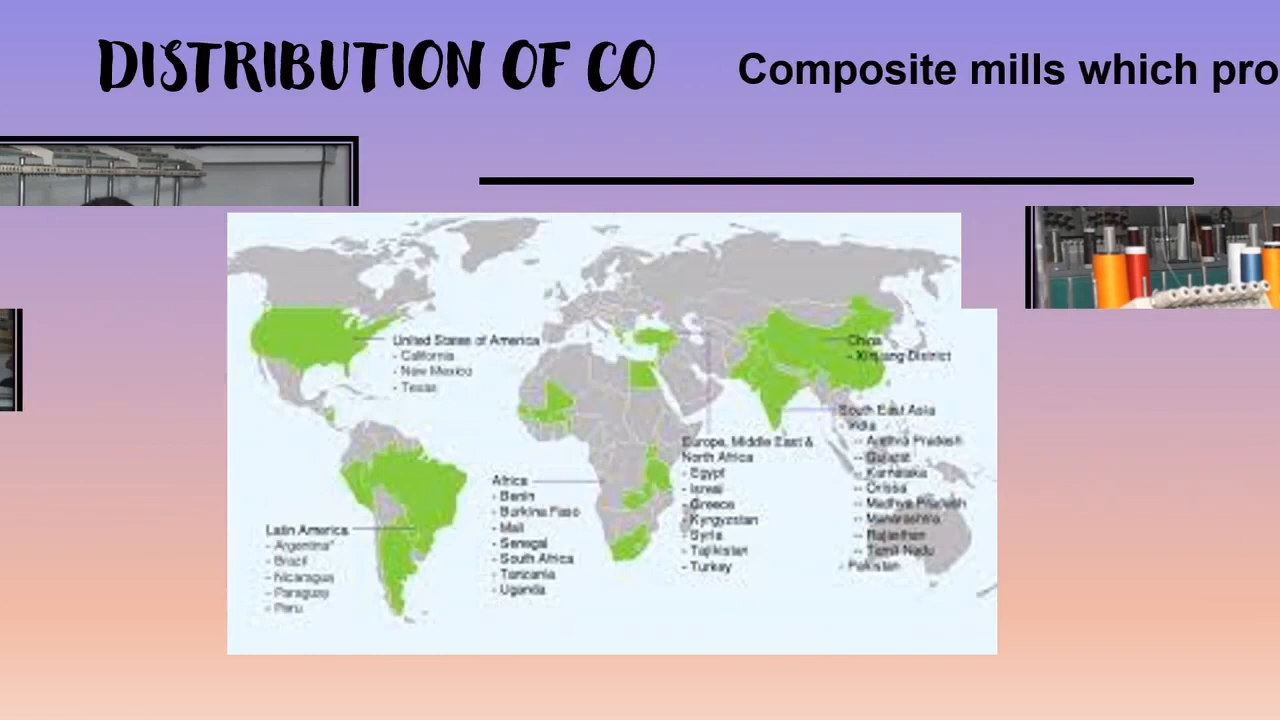 DISTRIBUTION OF CO
Composite mills which pro
United States of America
- California
- New Mexico
- Texas
China
- Xinjiang District
South East Asia
- India
-- Andhra Pradesh
-- Gujarat
-- Karnataka
-- Orissa
-- Madhya Pradesh
-- Maharashtra
-- Rajasthan
-- Tamil Nadu
- Pakistan
Europe, Middle East &
North Africa
- Egypt
- Israel
- Greece
- Kyrgyzstan
- Syria
- Tajikistan
- Turkey
Africa
- Benin
- Burkina Faso
- Mali
- Senegal
- South Africa
- Tanzania
- Uganda
Latin America
- Argentina*
- Brazil
- Nicaragua
- Paraguay
- Peru